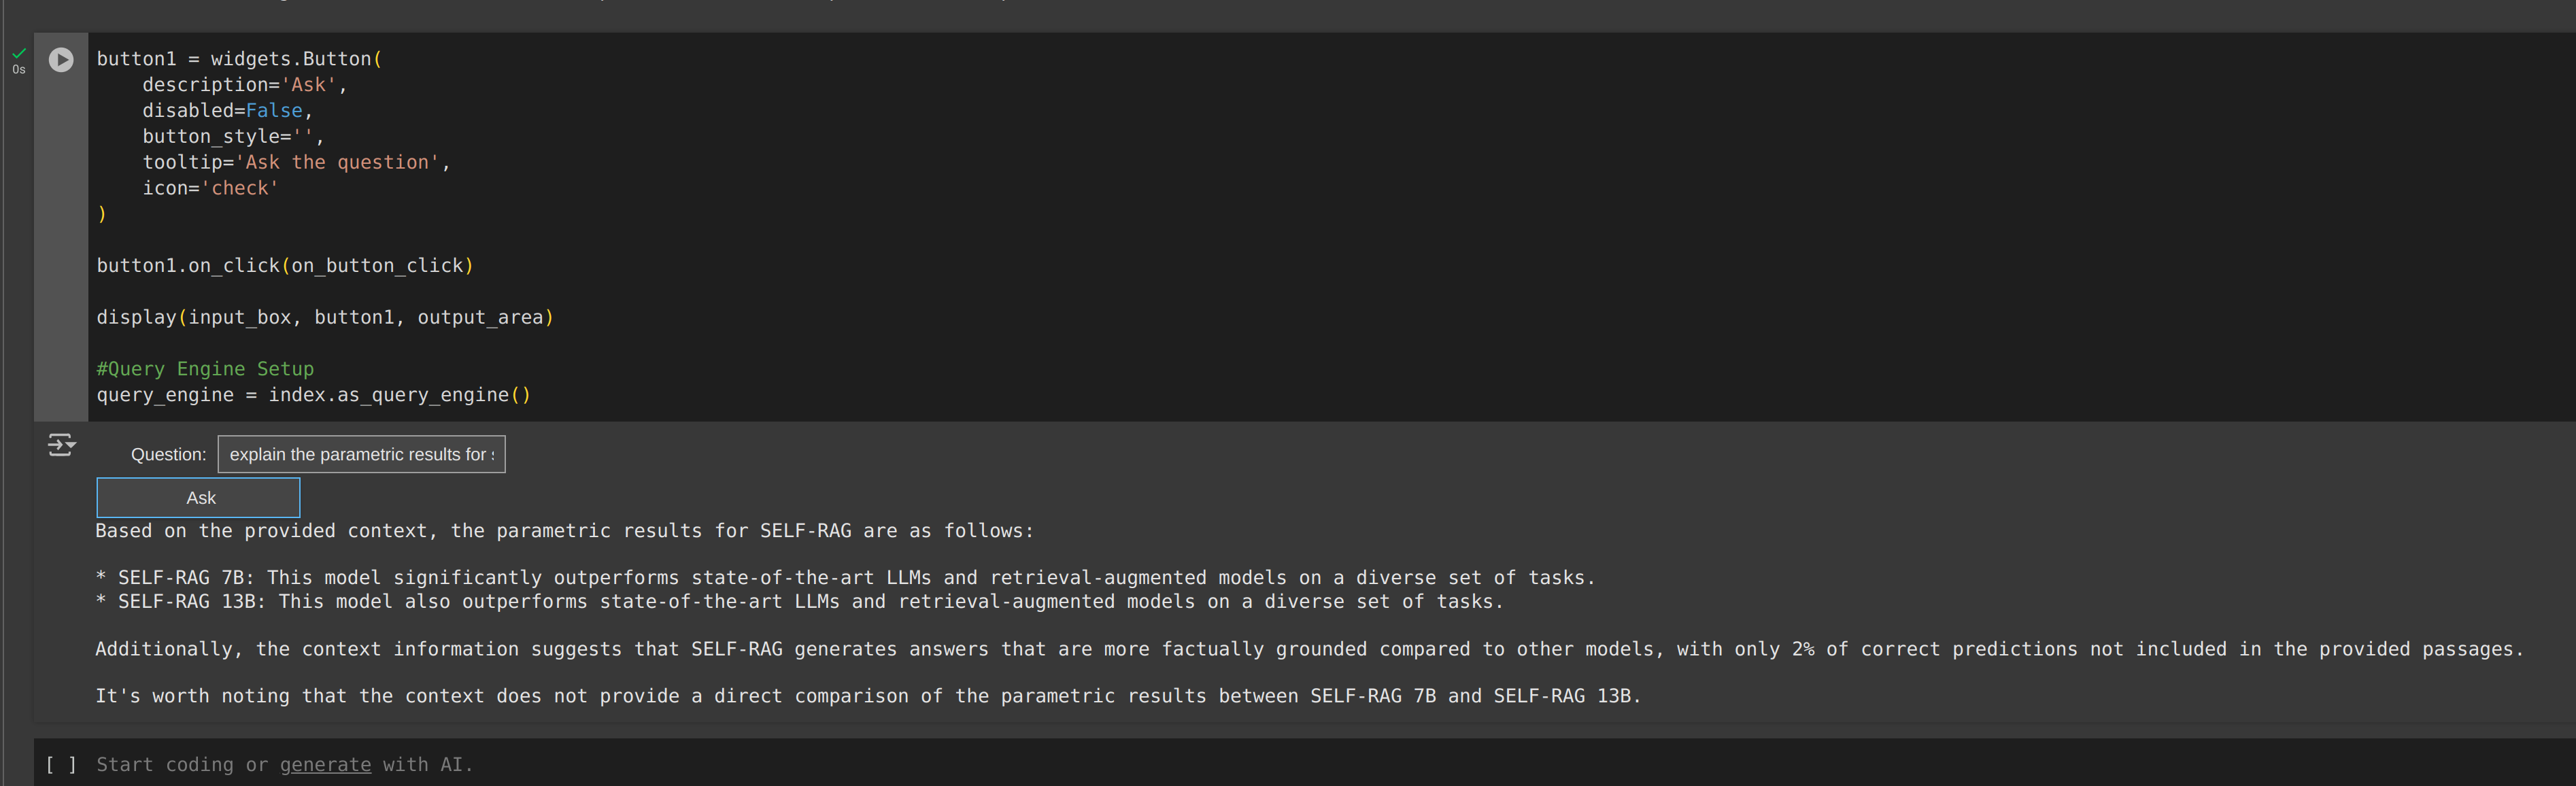 0s
button1 = widgets.Button(
    description='Ask',
    disabled=False,
    button_style='',
    tooltip='Ask the question',
    icon='check'
)
button1.on_click(on_button_click)
display(input_box, button1, output_area)
#Query Engine Setup
query_engine = index.as_query_engine()
Question: explain the parametric results for
Ask
Based on the provided context, the parametric results for SELF-RAG are as follows:
* SELF-RAG 7B: This model significantly outperforms state-of-the-art LLMs and retrieval-augmented models on a diverse set of tasks.
* SELF-RAG 13B: This model also outperforms state-of-the-art LLMs and retrieval-augmented models on a diverse set of tasks.
Additionally, the context information suggests that SELF-RAG generates answers that are more factually grounded compared to other models, with only 2% of correct predictions not included in the provided passages.
It's worth noting that the context does not provide a direct comparison of the parametric results between SELF-RAG 7B and SELF-RAG 13B.
[ ] Start coding or generate with AI.